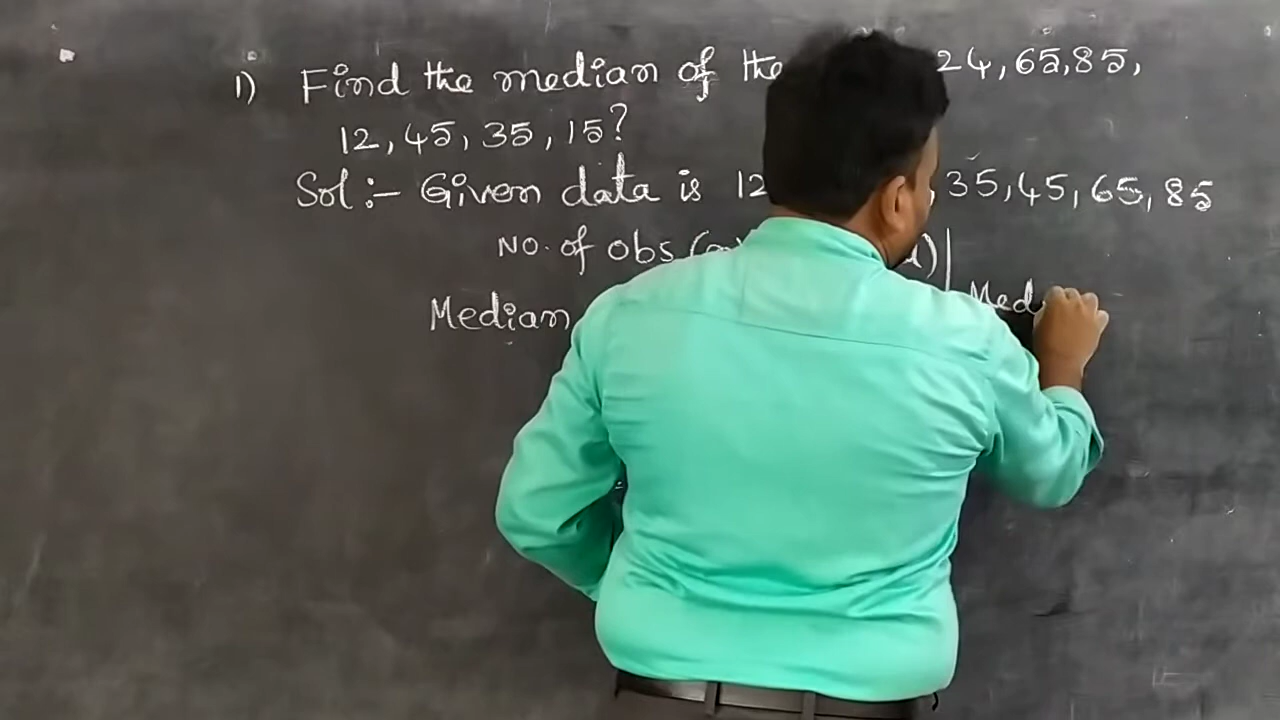 1) Find the median of the 24, 65, 85,
12, 45, 35, 15?
Sol :- Given data is 12 , 35, 45, 65, 85
No. of obs (
Median Med